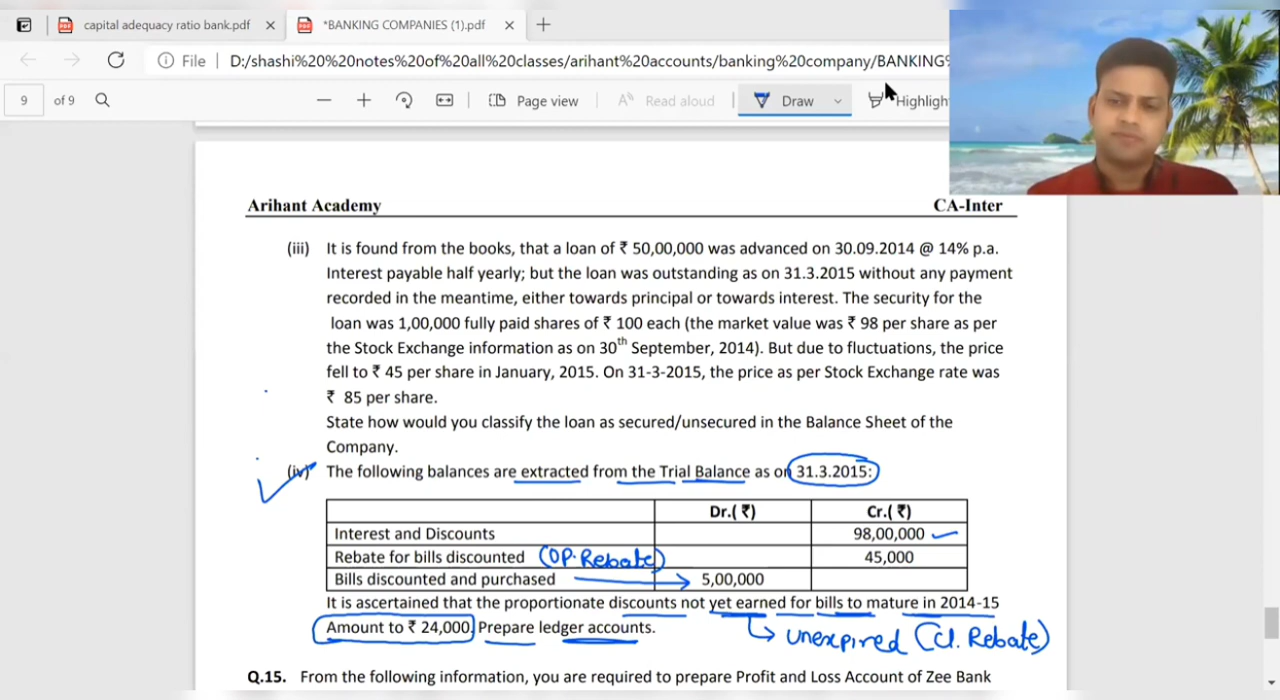 capital adequacy ratio bank.pdf
*BANKING COMPANIES (1).pdf
File
D:/shashi%20%20notes%20of%20all%20classes/arihant%20accounts/banking%20company/BANKING%
9 of 9
Page view
Read aloud
Draw
Highligh
Arihant Academy CA-Inter
(iii) It is found from the books, that a loan of ₹ 50,00,000 was advanced on 30.09.2014 @ 14% p.a.
Interest payable half yearly; but the loan was outstanding as on 31.3.2015 without any payment
recorded in the meantime, either towards principal or towards interest. The security for the
loan was 1,00,000 fully paid shares of ₹ 100 each (the market value was ₹ 98 per share as per
the Stock Exchange information as on 30th September, 2014). But due to fluctuations, the price
fell to ₹ 45 per share in January, 2015. On 31-3-2015, the price as per Stock Exchange rate was
₹ 85 per share.
State how would you classify the loan as secured/unsecured in the Balance Sheet of the
Company.
(iv) The following balances are extracted from the Trial Balance as on 31.3.2015:
Dr.( ₹) Cr.( ₹)
Interest and Discounts 98,00,000
Rebate for bills discounted (OP. Rebate) 45,000
Bills discounted and purchased 5,00,000
It is ascertained that the proportionate discounts not yet earned for bills to mature in 2014-15
Amount to ₹ 24,000. Prepare ledger accounts.
unexpired (Cl. Rebate)
Q.15. From the following information, you are required to prepare Profit and Loss Account of Zee Bank